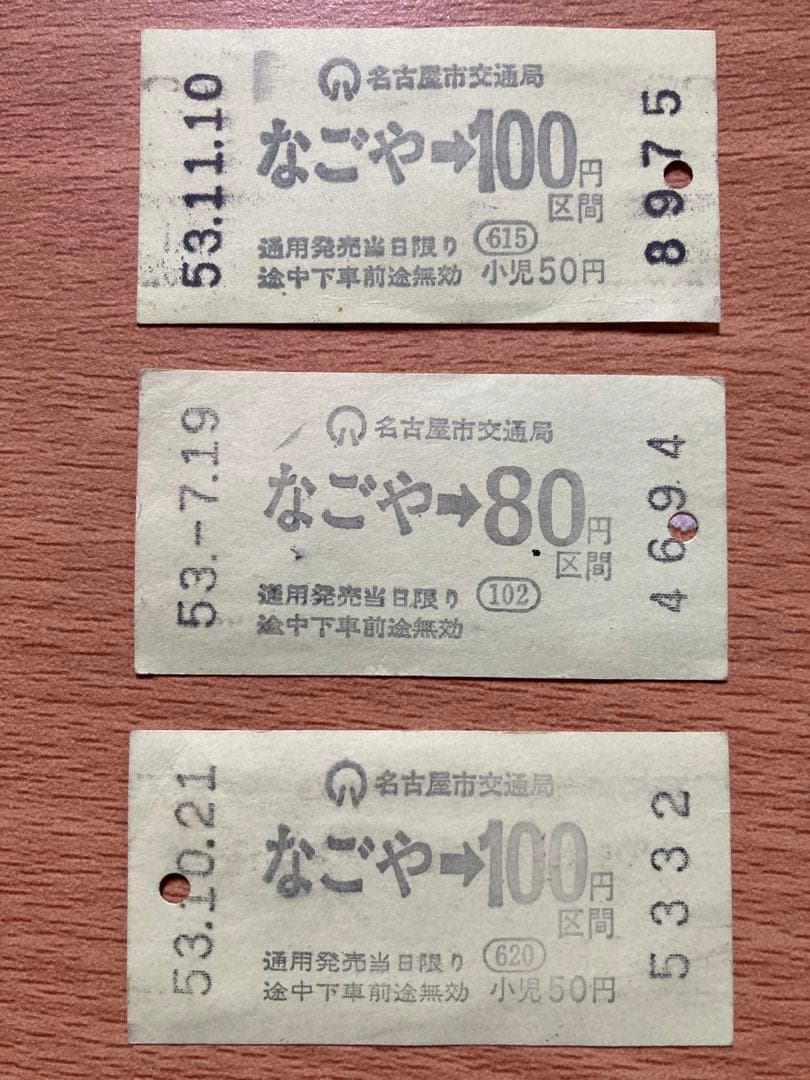 53.11.10
名古屋市交通局
なごや➡100円
区間
通用発売当日限り 615
途中下車前途無効 小児50円
8975
53.-7.19
名古屋市交通局
なごや➡80円
区間
通用発売当日限り 102
途中下車前途無効
4694
53.10.21
名古屋市交通局
なごや➡100円
区間
通用発売当日限り 620
途中下車前途無効 小児50円
5332